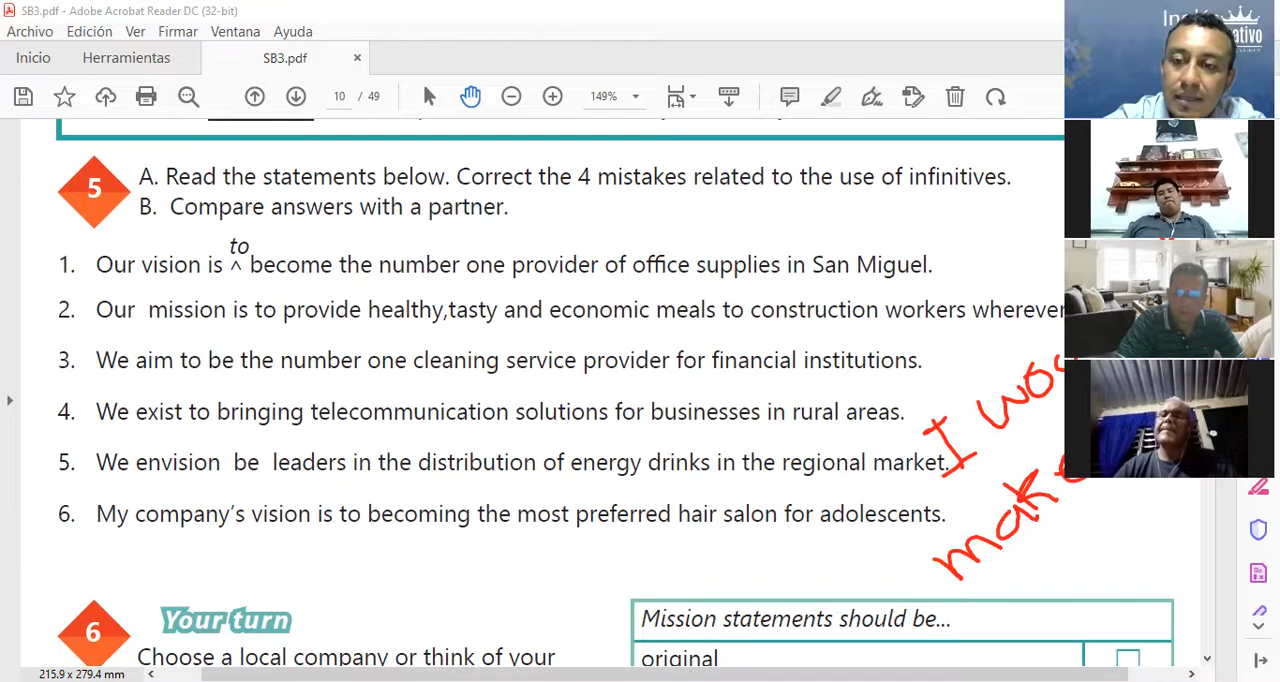 SB3.pdf - Adobe Acrobat Reader DC (32-bit)
Archivo Edición Ver Firmar Ventana Ayuda
Inicio Herramientas SB3.pdf ×
10 / 49 149%
5
A. Read the statements below. Correct the 4 mistakes related to the use of infinitives.
B. Compare answers with a partner.
to
1. Our vision is ^ become the number one provider of office supplies in San Miguel.
2. Our mission is to provide healthy,tasty and economic meals to construction workers wherever
3. We aim to be the number one cleaning service provider for financial institutions.
4. We exist to bringing telecommunication solutions for businesses in rural areas.
5. We envision be leaders in the distribution of energy drinks in the regional market.
6. My company's vision is to becoming the most preferred hair salon for adolescents.
I
make
6
Your turn
Mission statements should be...
Choose a local company or think of your
original
215.9 x 279.4 mm